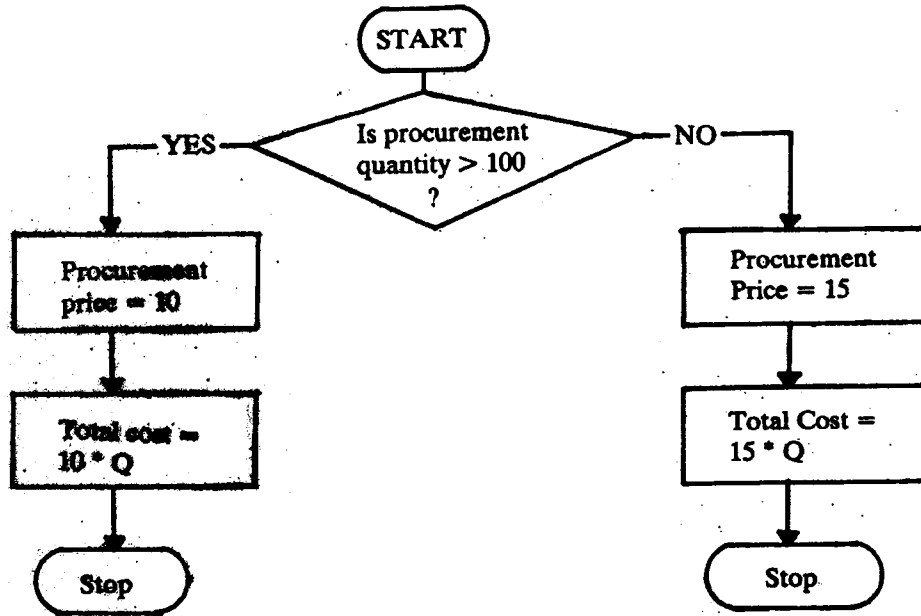 START
Is procurement
quantity > 100
?
YES
NO
Procurement
price = 10
Procurement
Price = 15
Total cost =
10 * Q
Total Cost =
15 * Q
Stop
Stop